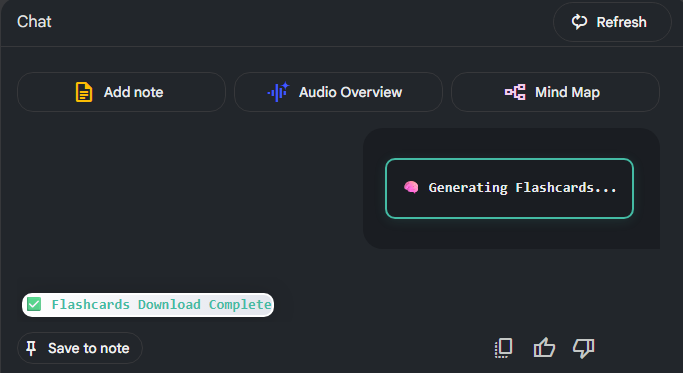 Chat
Refresh
Add note
Audio Overview
Mind Map
🧠 Generating Flashcards...
✅ Flashcards Download Complete
Save to note